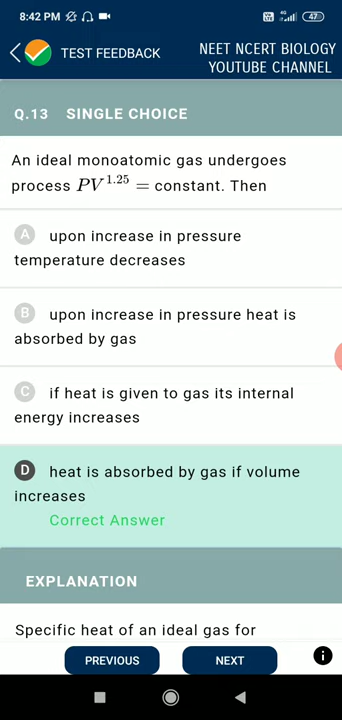 8:42 PM 4G 47
TEST FEEDBACK
NEET NCERT BIOLOGY
YOUTUBE CHANNEL
Q.13 SINGLE CHOICE
An ideal monoatomic gas undergoes
process PV^1.25 = constant. Then
A upon increase in pressure
temperature decreases
B upon increase in pressure heat is
absorbed by gas
C if heat is given to gas its internal
energy increases
D heat is absorbed by gas if volume
increases
Correct Answer
EXPLANATION
Specific heat of an ideal gas for
PREVIOUS NEXT